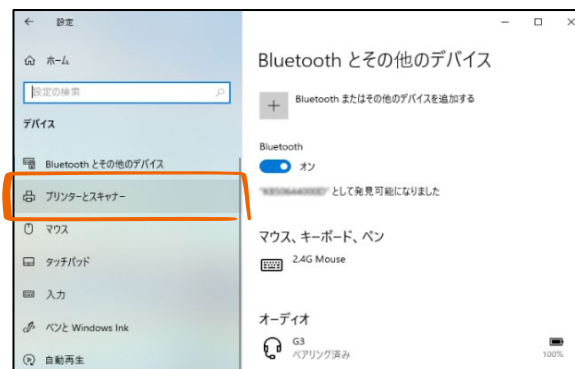 設定
ホーム
設定の検索
デバイス
Bluetooth とその他のデバイス
プリンターとスキャナー
マウス
タッチパッド
入力
ペンと Windows Ink
自動再生
Bluetooth とその他のデバイス
Bluetooth またはその他のデバイスを追加する
Bluetooth
オン
として発見可能になりました
マウス、キーボード、ペン
2.4G Mouse
オーディオ
G3
ペアリング済み
100%